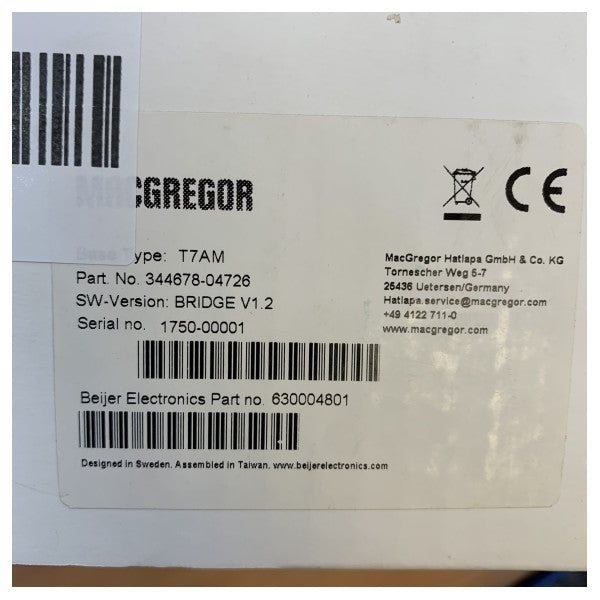 MACGREGOR
Base Type: T7AM
Part. No. 344678-04726
SW-Version: BRIDGE V1.2
Serial no. 1750-00001
Beijer Electronics Part no. 630004801
Designed in Sweden. Assembled in Taiwan. www.beijerelectronics.com
CE
MacGregor Hatlapa GmbH & Co. KG
Tornescher Weg 5-7
25436 Uetersen/Germany
Hatlapa.service@macgregor.com
+49 4122 711-0
www.macgregor.com